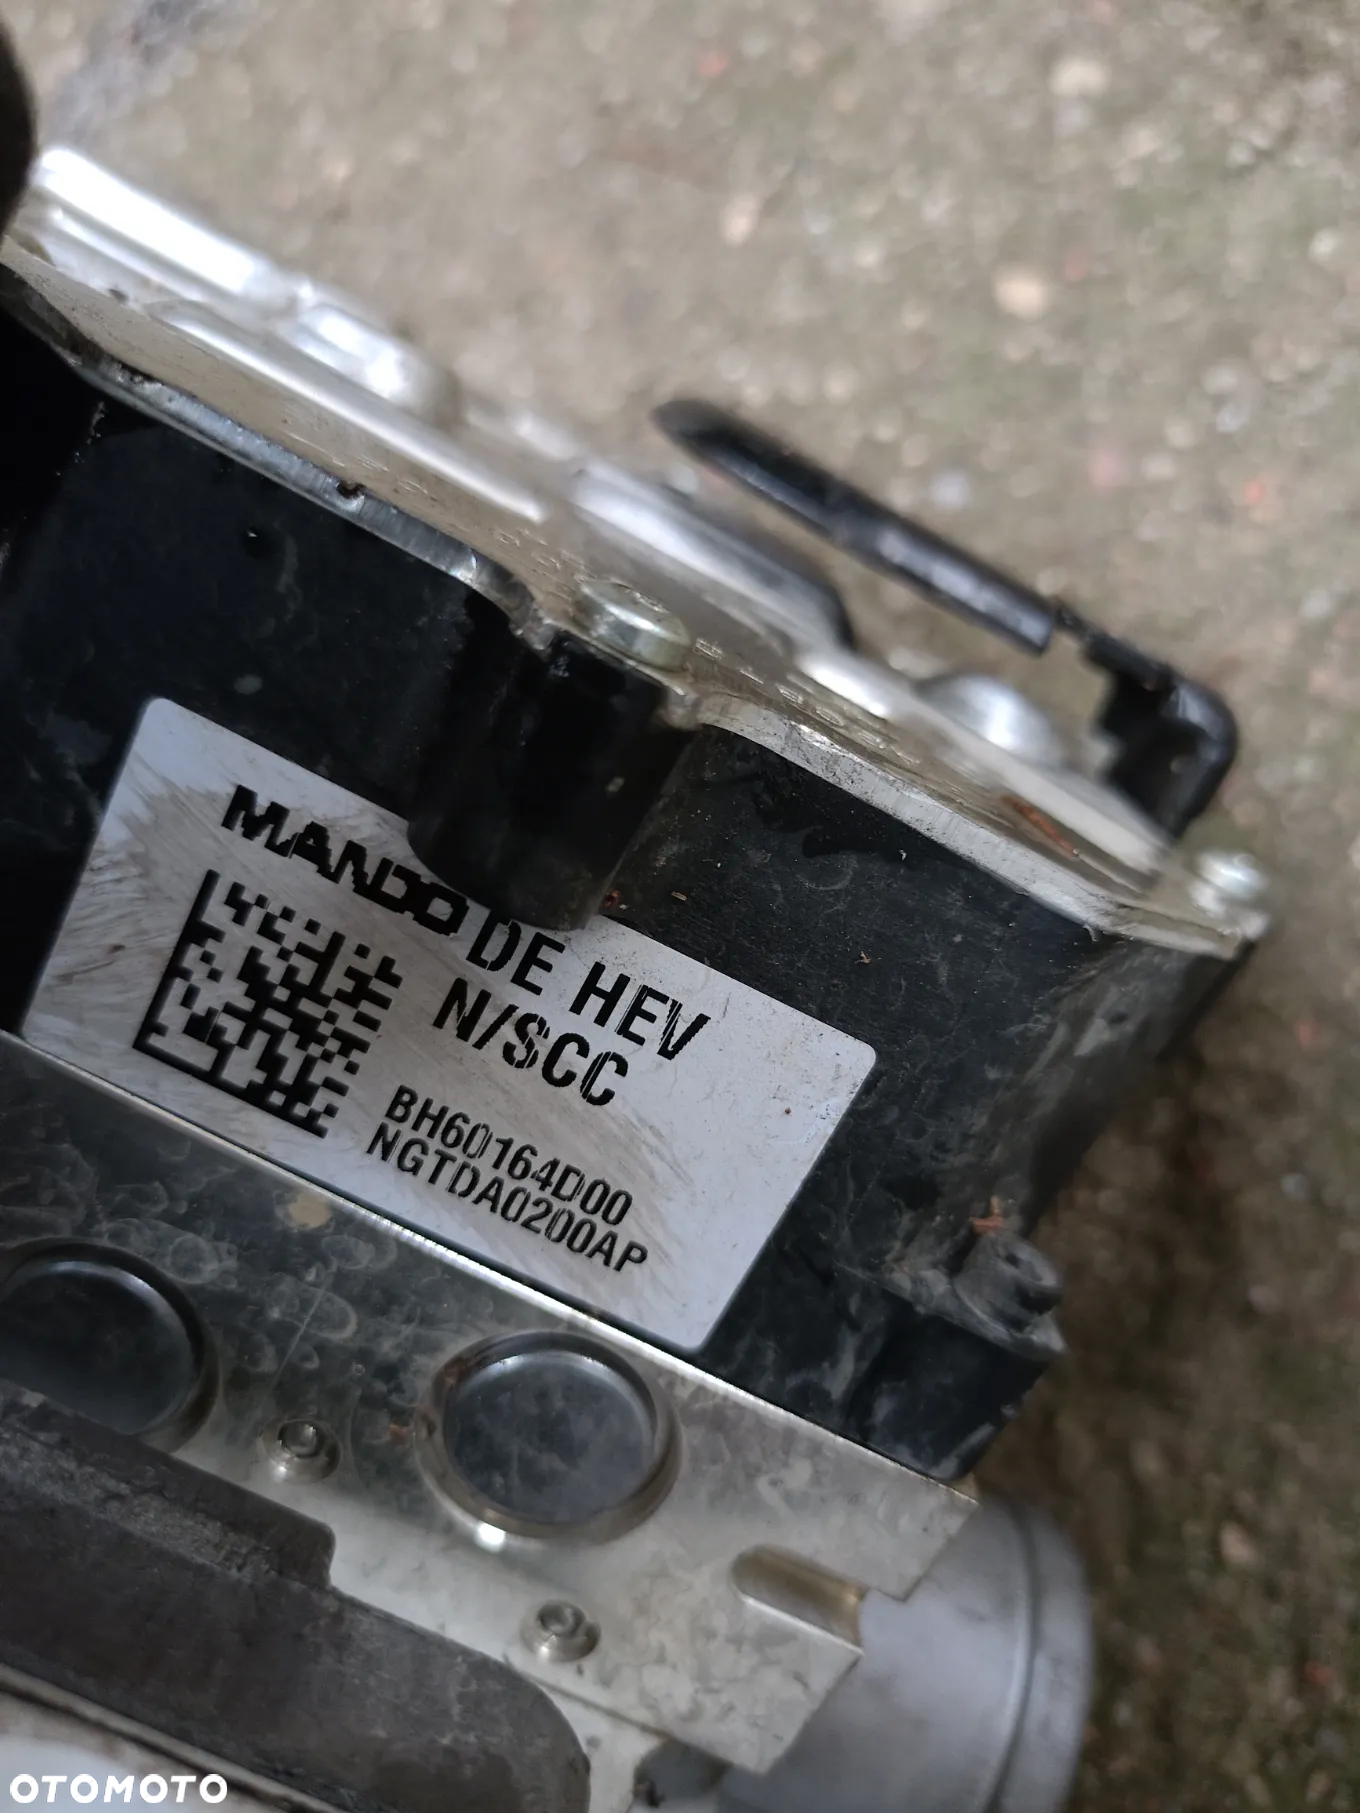 MANDO DE HEV
N/SCC
BH60164D00
NGTDA0200AP
OTOMOTO